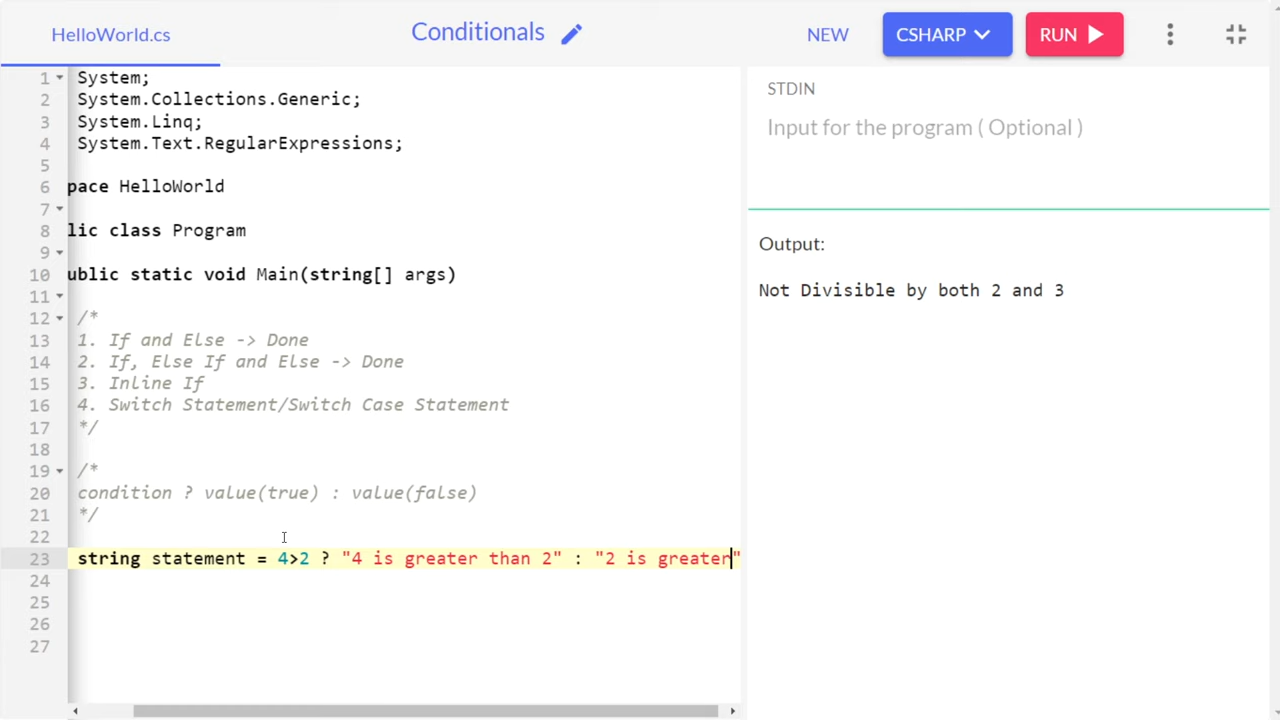 HelloWorld.cs
Conditionals
NEW
CSHARP
RUN
1 System;
2 System.Collections.Generic;
3 System.Linq;
4 System.Text.RegularExpressions;
5
6 pace HelloWorld
7
8 lic class Program
9
10 ublic static void Main(string[] args)
11
12 /*
13 1. If and Else -> Done
14 2. If, Else If and Else -> Done
15 3. Inline If
16 4. Switch Statement/Switch Case Statement
17 */
18
19 /*
20 condition ? value(true) : value(false)
21 */
22
23 string statement = 4>2 ? "4 is greater than 2" : "2 is greater"
24
25
26
27
STDIN
Input for the program ( Optional )
Output:
Not Divisible by both 2 and 3